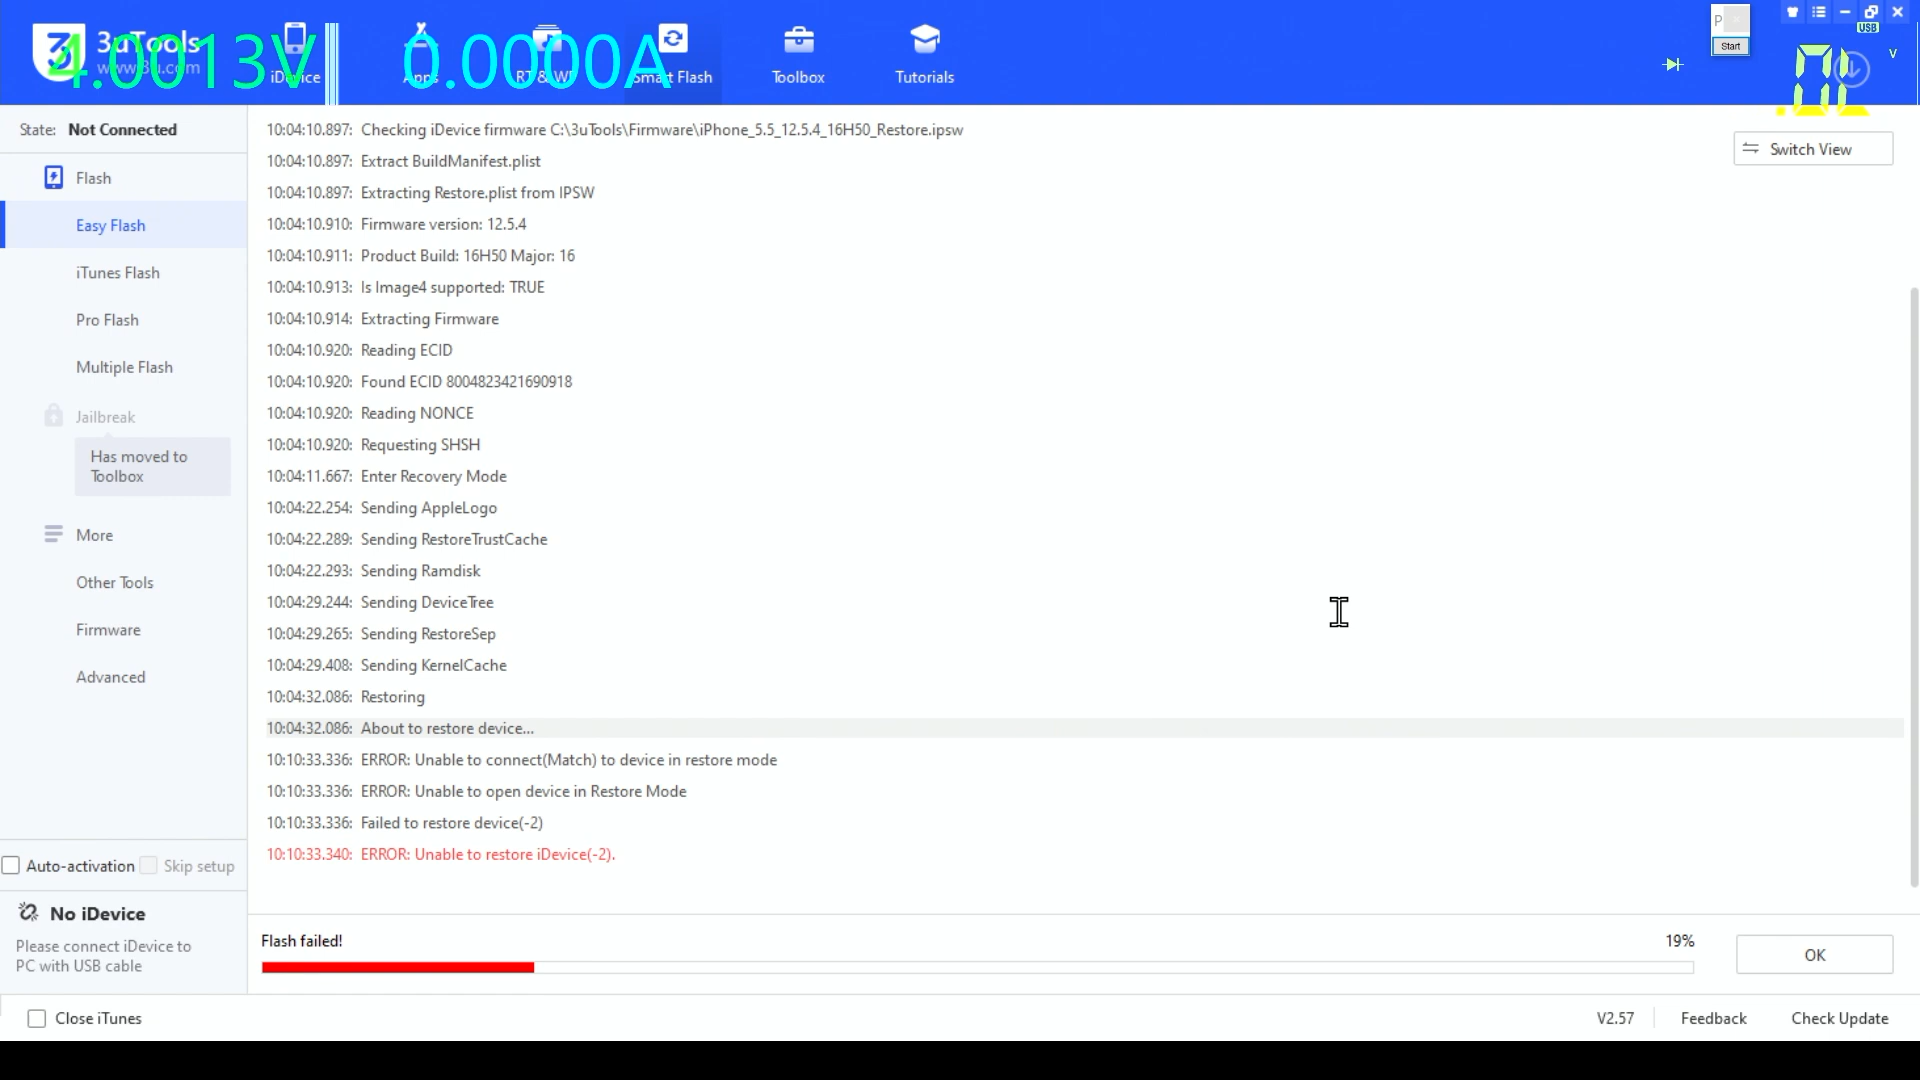 3uTools
www.3u.com
4.0013V
0.0000A
iDevice
Apps
Smart Flash
Toolbox
Tutorials
Start
USB
V
.0L
State: Not Connected
Flash
Easy Flash
iTunes Flash
Pro Flash
Multiple Flash
Jailbreak
Has moved to
Toolbox
More
Other Tools
Firmware
Advanced
Auto-activation
Skip setup
No iDevice
Please connect iDevice to
PC with USB cable
Switch View
10:04:10.897: Checking iDevice firmware C:\3uTools\Firmware\iPhone_5.5_12.5.4_16H50_Restore.ipsw
10:04:10.897: Extract BuildManifest.plist
10:04:10.897: Extracting Restore.plist from IPSW
10:04:10.910: Firmware version: 12.5.4
10:04:10.911: Product Build: 16H50 Major: 16
10:04:10.913: Is Image4 supported: TRUE
10:04:10.914: Extracting Firmware
10:04:10.920: Reading ECID
10:04:10.920: Found ECID 8004823421690918
10:04:10.920: Reading NONCE
10:04:10.920: Requesting SHSH
10:04:11.667: Enter Recovery Mode
10:04:22.254: Sending AppleLogo
10:04:22.289: Sending RestoreTrustCache
10:04:22.293: Sending Ramdisk
10:04:29.244: Sending DeviceTree
10:04:29.265: Sending RestoreSep
10:04:29.408: Sending KernelCache
10:04:32.086: Restoring
10:04:32.086: About to restore device...
10:10:33.336: ERROR: Unable to connect(Match) to device in restore mode
10:10:33.336: ERROR: Unable to open device in Restore Mode
10:10:33.336: Failed to restore device(-2)
10:10:33.340: ERROR: Unable to restore iDevice(-2).
Flash failed!
19%
OK
Close iTunes
V2.57
Feedback
Check Update